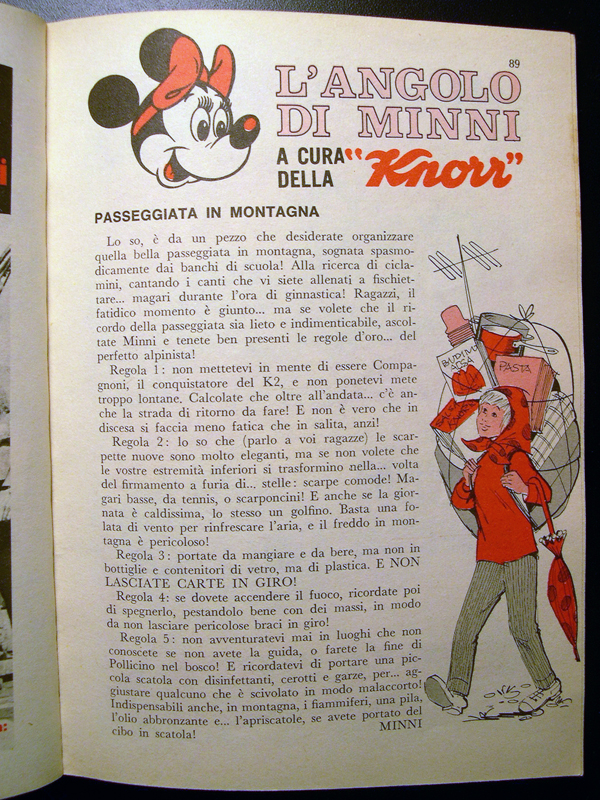 89
L'ANGOLO
DI MINNI
A CURA "Knorr"
DELLA
PASSEGGIATA IN MONTAGNA
Lo so, è da un pezzo che desiderate organizzare
quella bella passeggiata in montagna, sognata spasmo-
dicamente dai banchi di scuola! Alla ricerca di cicla-
mini, cantando i canti che vi siete allenati a fischiet-
tare... magari durante l'ora di ginnastica! Ragazzi, il
fatidico momento è giunto... ma se volete che il ri-
cordo della passeggiata sia lieto e indimenticabile, ascol-
tate Minni e tenete ben presenti le regole d'oro... del
perfetto alpinista!
Regola 1: non mettetevi in mente di essere Compa-
gnoni, il conquistatore del K2, e non ponetevi mete
troppo lontane. Calcolate che oltre all'andata... c'è an-
che la strada di ritorno da fare! E non è vero che in
discesa si faccia meno fatica che in salita, anzi!
Regola 2: lo so che (parlo a voi ragazze) le scar-
pette nuove sono molto eleganti, ma se non volete che
le vostre estremità inferiori si trasformino nella... volta
del firmamento a furia di... stelle: scarpe comode! Ma-
gari basse, da tennis, o scarponcini! E anche se la gior-
nata è caldissima, lo stesso un golfino. Basta una fo-
lata di vento per rinfrescare l'aria, e il freddo in mon-
tagna è pericoloso!
Regola 3: portate da mangiare e da bere, ma non in
bottiglie e contenitori di vetro, ma di plastica. E NON
LASCIATE CARTE IN GIRO!
Regola 4: se dovete accendere il fuoco, ricordate poi
di spegnerlo, pestandolo bene con dei massi, in modo
da non lasciare pericolose braci in giro!
Regola 5: non avventuratevi mai in luoghi che non
conoscete se non avete la guida, o farete la fine di
Pollicino nel bosco! E ricordatevi di portare una pic-
cola scatola con disinfettanti, cerotti e garze, per... ag-
giustare qualcuno che è scivolato in modo malaccorto!
Indispensabili anche, in montagna, i fiammiferi, una pila,
l'olio abbronzante e... l'apriscatole, se avete portato del
cibo in scatola!
MINNI
PASTA